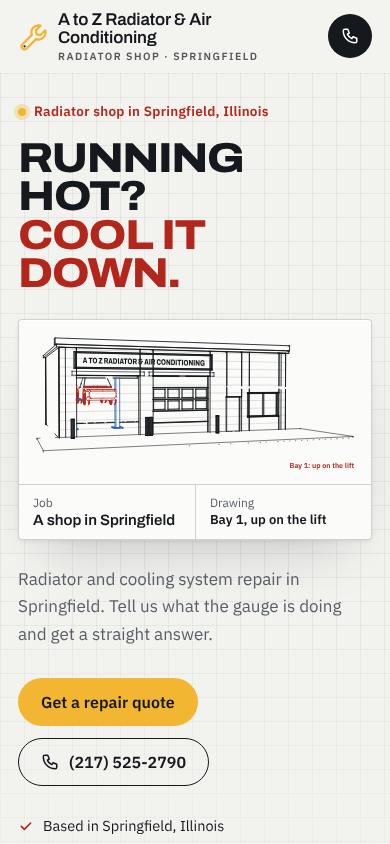 A to Z Radiator & Air
Conditioning
RADIATOR SHOP · SPRINGFIELD
Radiator shop in Springfield, Illinois
RUNNING
HOT?
COOL IT
DOWN.
A TO Z RADIATOR & AIR CONDITIONING
Bay 1: up on the lift
Job
A shop in Springfield
Drawing
Bay 1, up on the lift
Radiator and cooling system repair in
Springfield. Tell us what the gauge is doing
and get a straight answer.
Get a repair quote
(217) 525-2790
Based in Springfield, Illinois